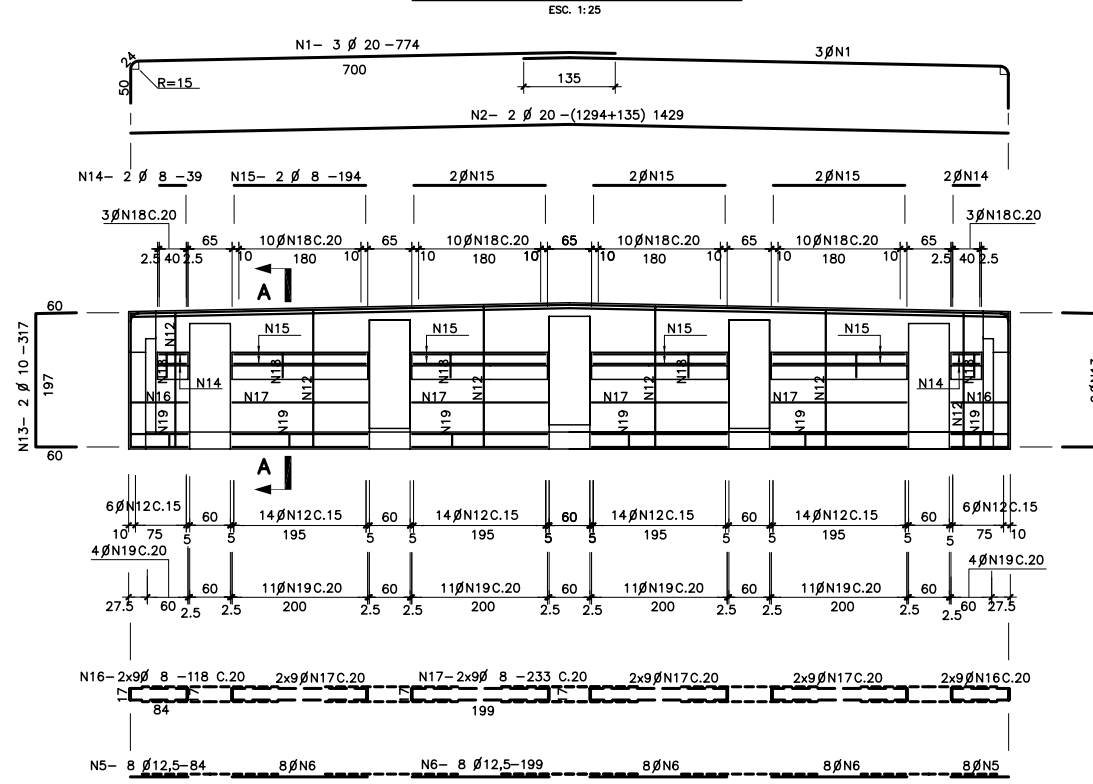 ESC. 1:25
N1- 3 Ø 20 -774
3ØN1
24
700
50
R=15
135
N2- 2 Ø 20 -(1294+135) 1429
N14- 2 Ø 8 -39
N15- 2 Ø 8 -194
2ØN15
2ØN15
2ØN15
2ØN14
3ØN18C.20
3ØN18C.20
65 10ØN18C.20 65 10ØN18C.20 65 10ØN18C.20 65 10ØN18C.20 65
2.5 40 2.5 10 180 10 10 180 10 10 180 10 10 180 10 2.5 40 2.5
A
60
N13- 2 Ø 10 -317
197
60
N12
N15
N15
N15
N15
N18
N18
N18
N18
N14
N14
N12
N12
N12
N12
N12
N16
N17
N17
N17
N17
N16
N19
N19
N19
N19
N19
N19
A
6ØN12C.15 60 14ØN12C.15 60 14ØN12C.15 60 14ØN12C.15 60 14ØN12C.15 60 6ØN12C.15
10 75 5 5 195 5 5 195 5 5 195 5 5 195 5 5 75 10
4ØN19C.20
4ØN19C.20
60 11ØN19C.20 60 11ØN19C.20 60 11ØN19C.20 60 11ØN19C.20 60
27.5 60 2.5 2.5 200 2.5 2.5 200 2.5 2.5 200 2.5 2.5 200 2.5 2.5 60 27.5
N16-2x9Ø 8 -118 C.20
2x9ØN17C.20
N17-2x9Ø 8 -233 C.20
2x9ØN17C.20
2x9ØN17C.20
2x9ØN16C.20
17
84
199
N5- 8 Ø12,5-84
8ØN6
N6- 8 Ø12,5-199
8ØN6
8ØN6
8ØN5